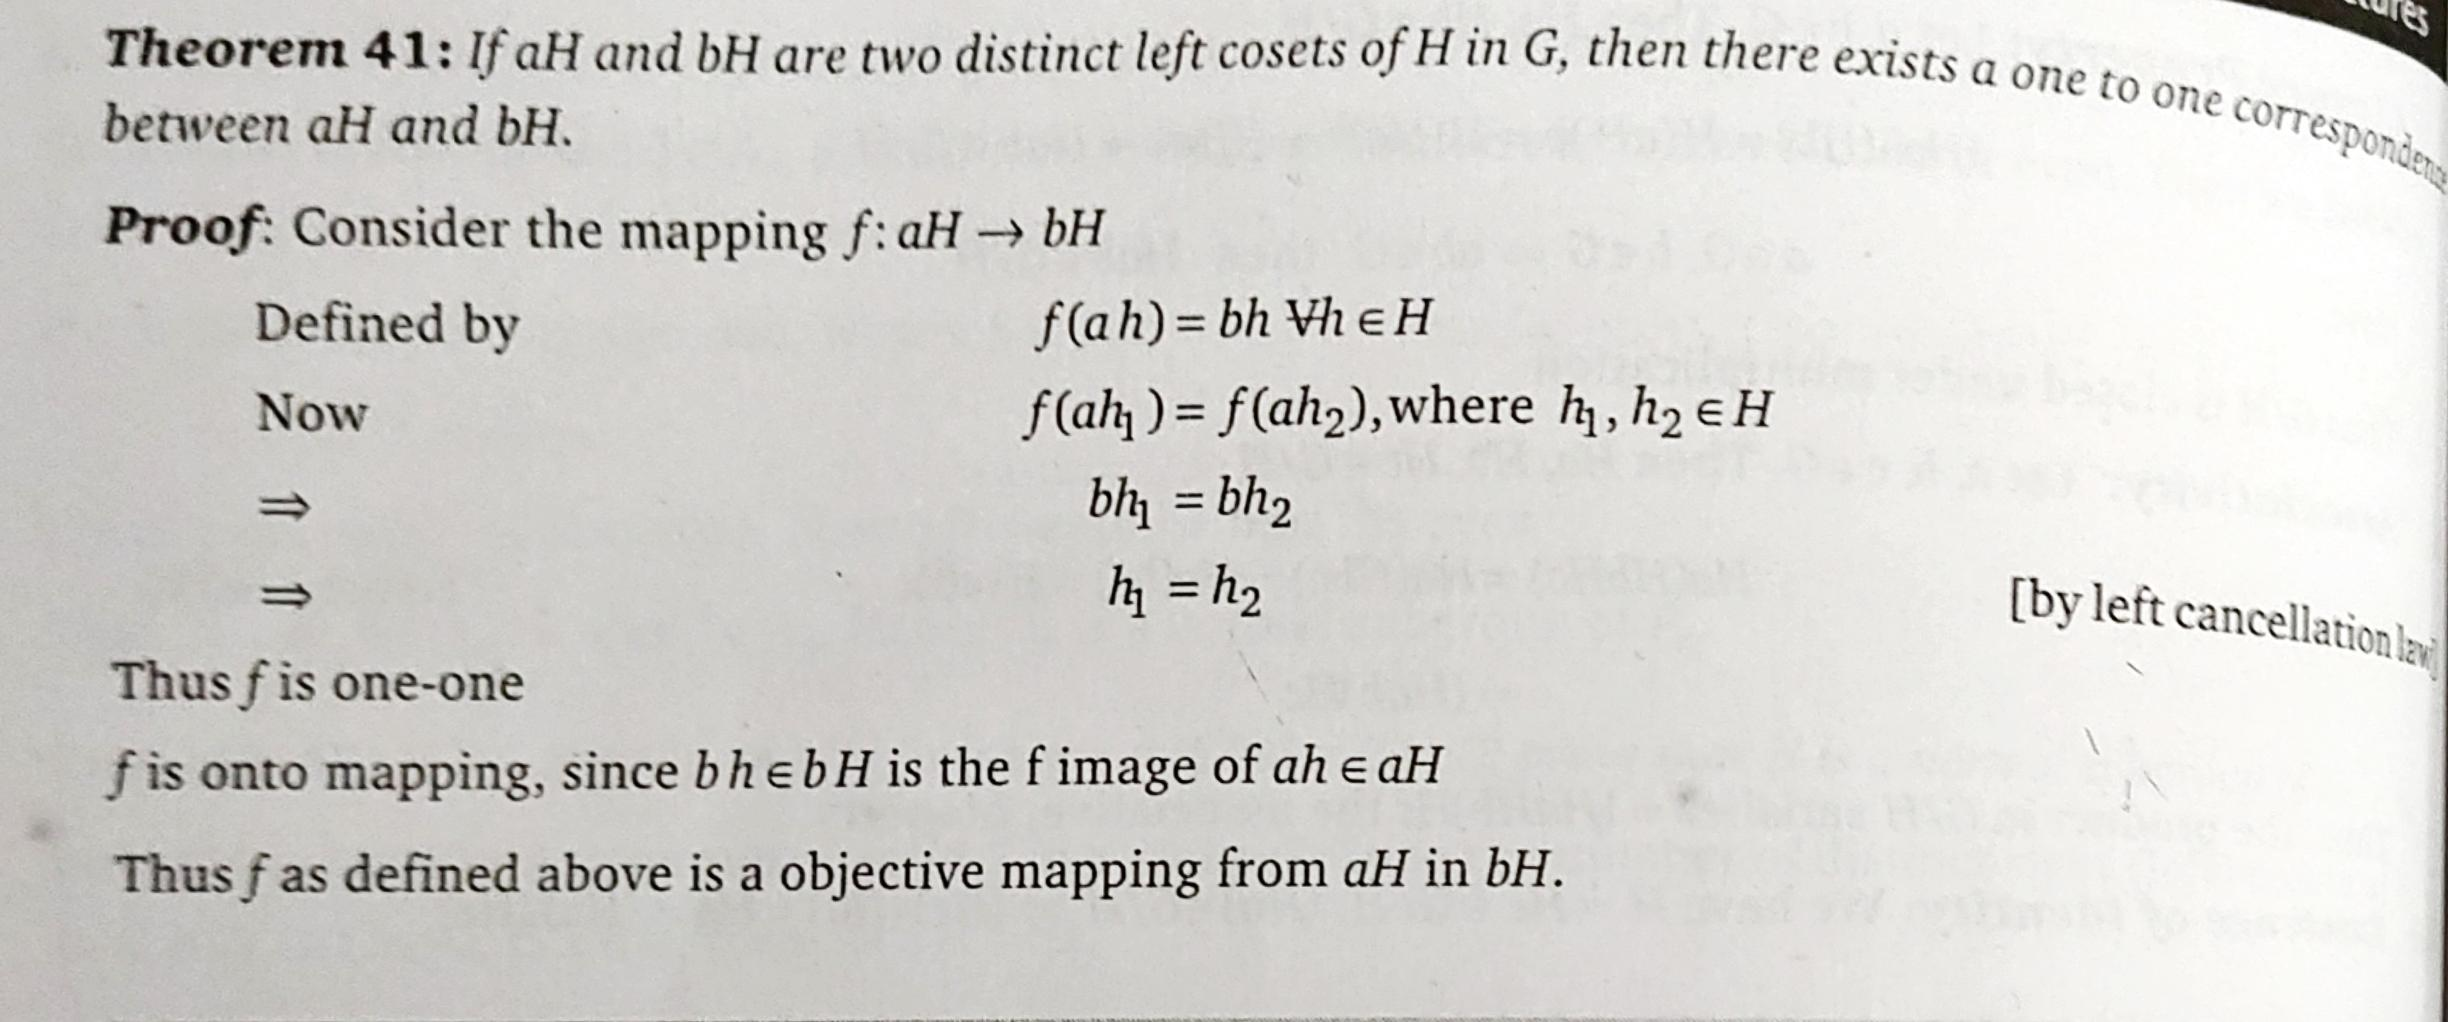 Theorem 41: If aH and bH are two distinct left cosets of H in G, then there exists a one to one correspondence
between aH and bH.
Proof: Consider the mapping f: aH → bH
Defined by f(ah) = bh ∀h ∈ H
Now f(ah₁) = f(ah₂), where h₁, h₂ ∈ H
⇒ bh₁ = bh₂
⇒ h₁ = h₂ [by left cancellation law]
Thus f is one-one
f is onto mapping, since bh ∈ bH is the f image of ah ∈ aH
Thus f as defined above is a objective mapping from aH in bH.